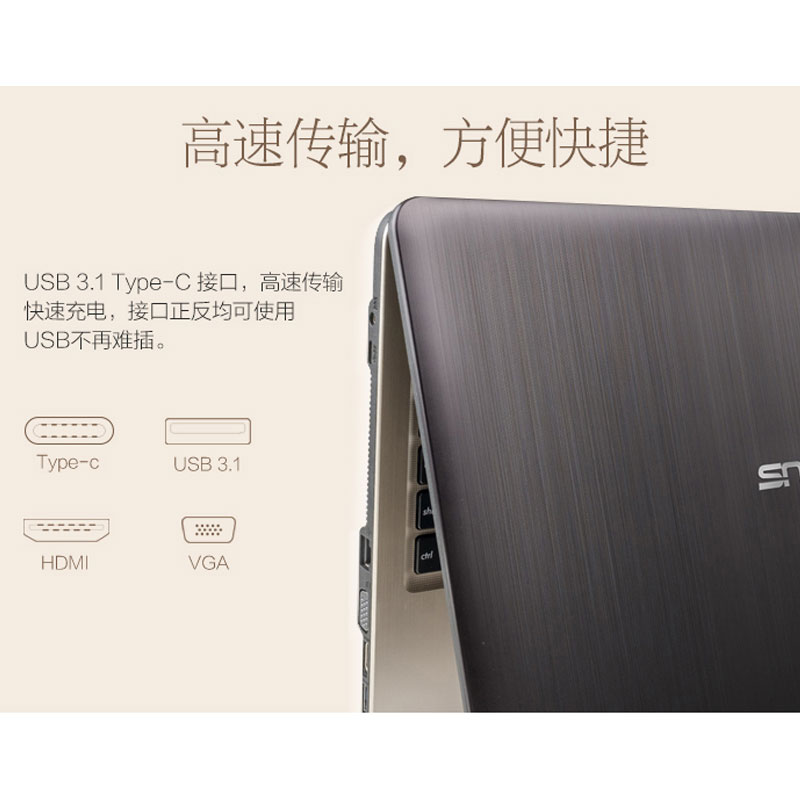 高速传输，方便快捷
USB 3.1 Type-C 接口，高速传输
快速充电，接口正反均可使用
USB不再难插。
Type-c
USB 3.1
HDMI
VGA
ctrl